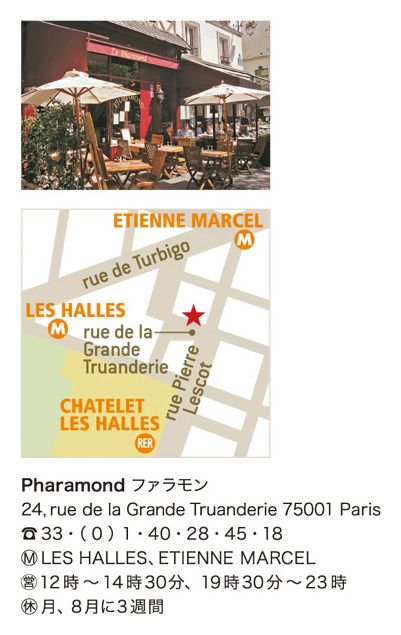 Le Pharamond
ETIENNE MARCEL
M
rue de Turbigo
LES HALLES
M
rue de la
Grande
Truanderie
rue Pierre
Lescot
CHATELET
LES HALLES
RER
Pharamond ファラモン
24, rue de la Grande Truanderie 75001 Paris
☎33・( 0 ) 1・40・28・45・18
Ⓜ LES HALLES、ETIENNE MARCEL
㊡12時～14時30分、19時30分～23時
㊡月、8月に3週間